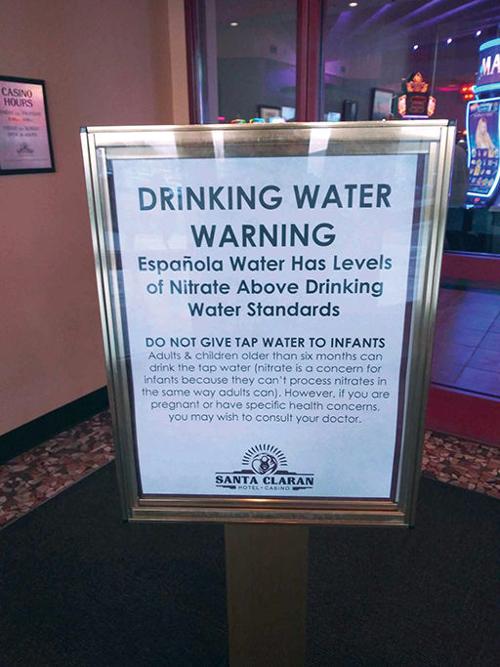 CASINO
HOURS
MA
DRINKING WATER
WARNING
Española Water Has Levels
of Nitrate Above Drinking
Water Standards
DO NOT GIVE TAP WATER TO INFANTS
Adults & children older than six months can
drink the tap water (nitrate is a concern for
infants because they can't process nitrates in
the same way adults can). However, if you are
pregnant or have specific health concerns,
you may wish to consult your doctor.
SANTA CLARAN
HOTEL • CASINO